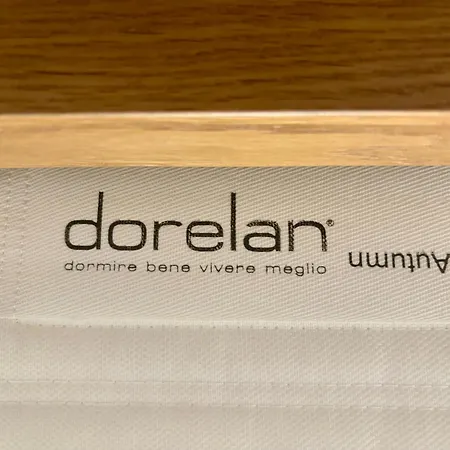 dorelan®
dormire bene vivere meglio
Autumn